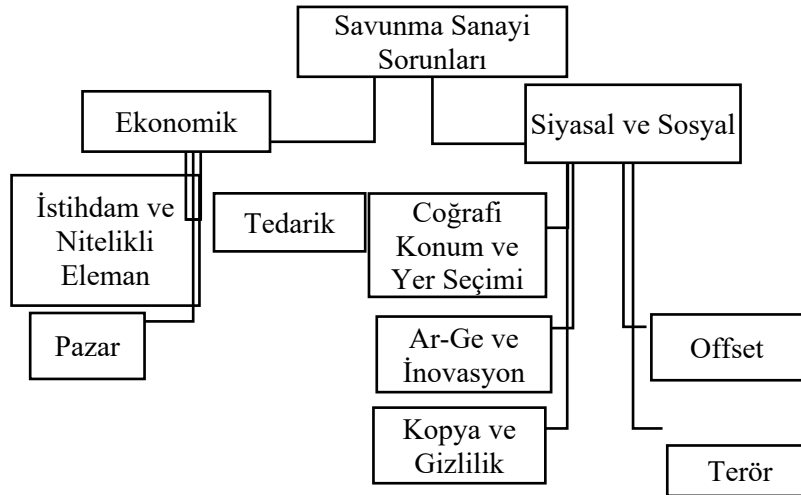 Savunma Sanayi
Sorunları
Ekonomik
Siyasal ve Sosyal
İstihdam ve
Nitelikli
Eleman
Tedarik
Coğrafi
Konum ve
Yer Seçimi
Pazar
Ar-Ge ve
İnovasyon
Offset
Kopya ve
Gizlilik
Terör